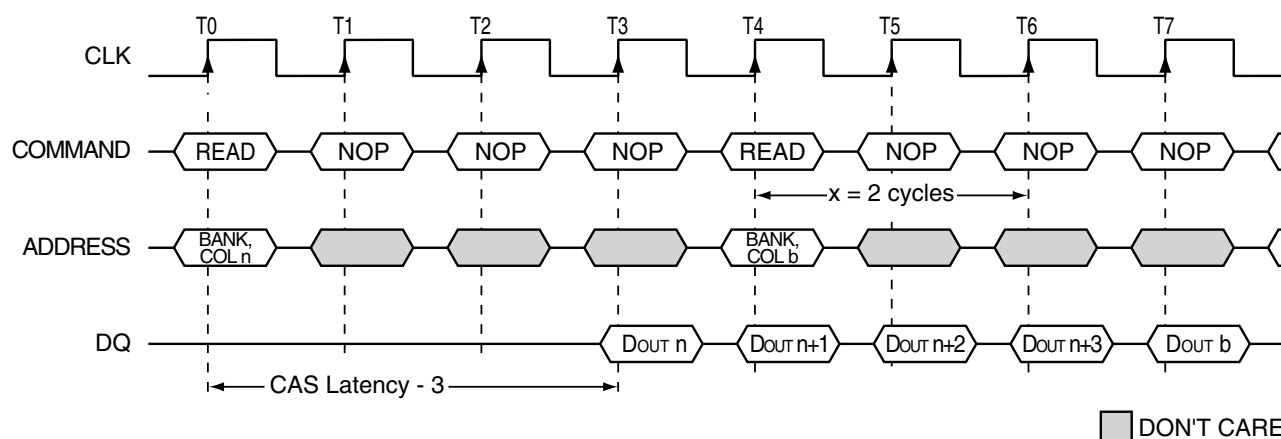 T0 T1 T2 T3 T4 T5 T6 T7
CLK
COMMAND READ NOP NOP NOP READ NOP NOP NOP
x = 2 cycles
ADDRESS BANK, COL n BANK, COL b
DQ DOUT n DOUT n+1 DOUT n+2 DOUT n+3 DOUT b
CAS Latency - 3
DON'T CARE